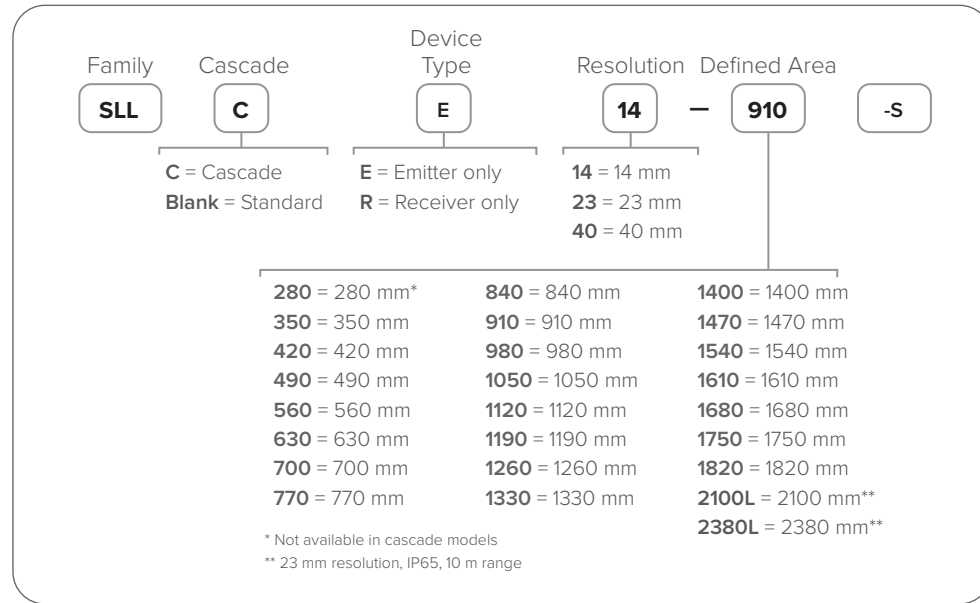 Family Cascade Device Type Resolution Defined Area
SLL C E 14 – 910 -S
C = Cascade
Blank = Standard
E = Emitter only
R = Receiver only
14 = 14 mm
23 = 23 mm
40 = 40 mm
280 = 280 mm*
350 = 350 mm
420 = 420 mm
490 = 490 mm
560 = 560 mm
630 = 630 mm
700 = 700 mm
770 = 770 mm
840 = 840 mm
910 = 910 mm
980 = 980 mm
1050 = 1050 mm
1120 = 1120 mm
1190 = 1190 mm
1260 = 1260 mm
1330 = 1330 mm
1400 = 1400 mm
1470 = 1470 mm
1540 = 1540 mm
1610 = 1610 mm
1680 = 1680 mm
1750 = 1750 mm
1820 = 1820 mm
2100L = 2100 mm**
2380L = 2380 mm**
* Not available in cascade models
** 23 mm resolution, IP65, 10 m range